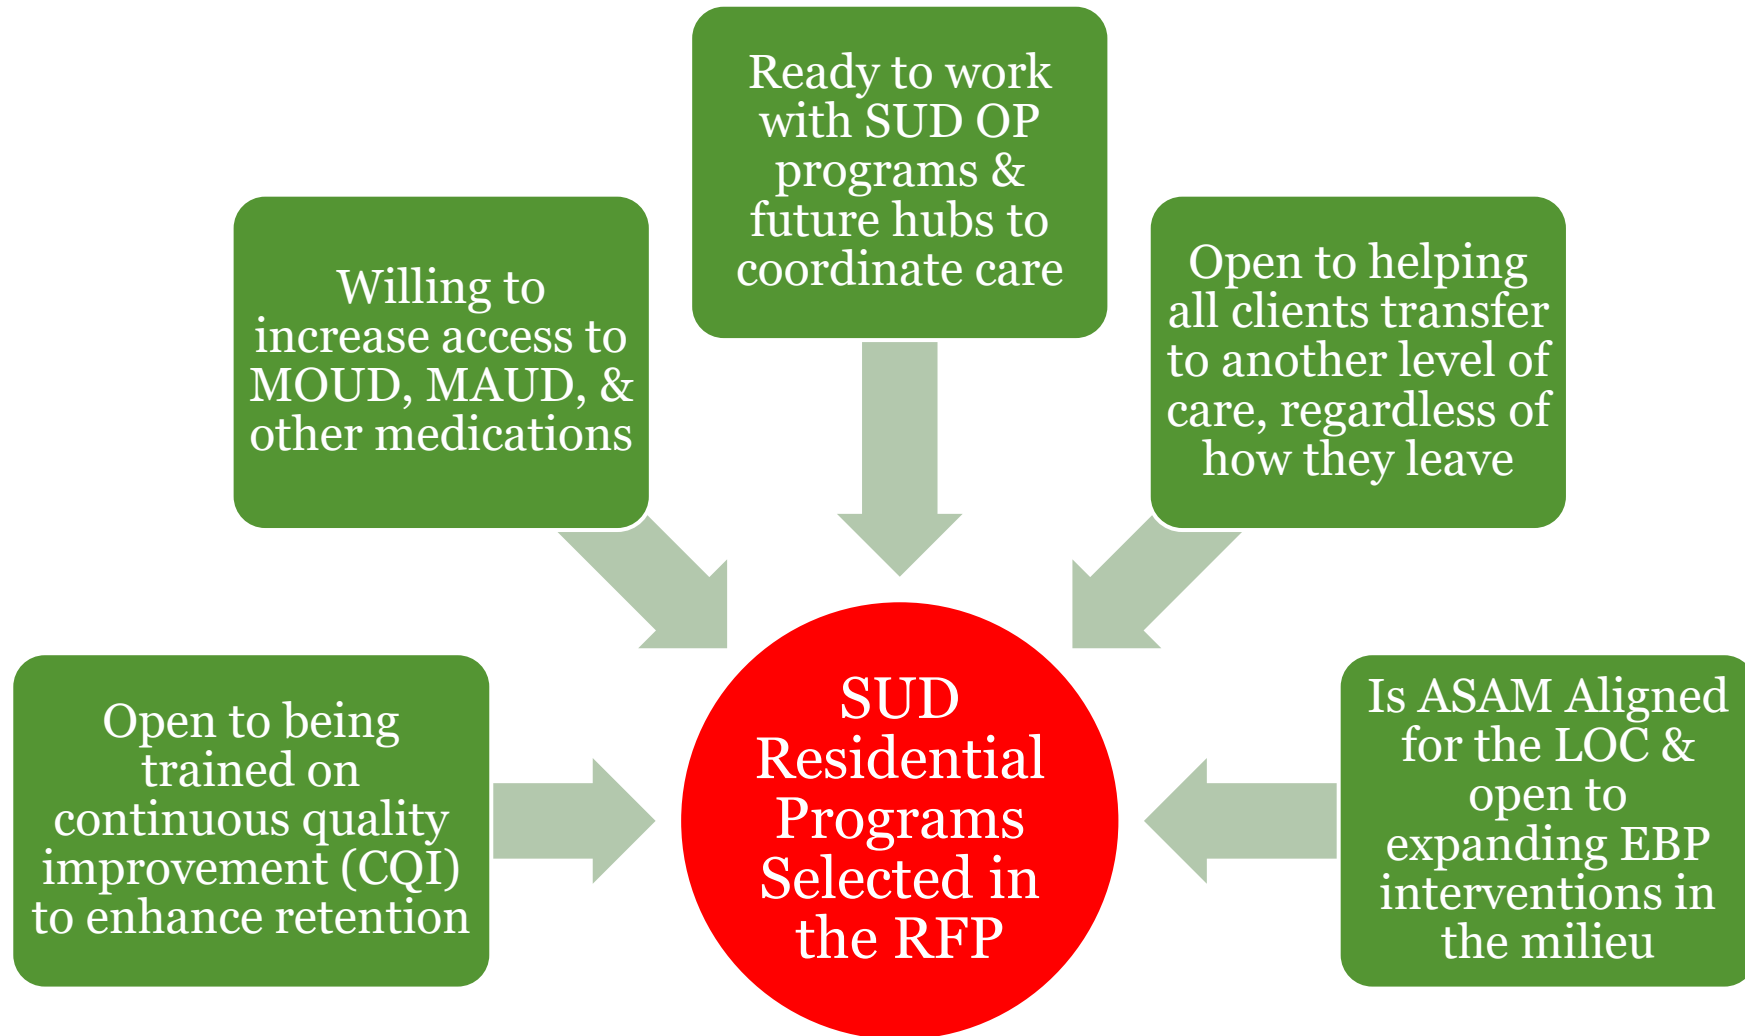 Ready to work
with SUD OP
programs &
future hubs to
coordinate care
Willing to
increase access to
MOUD, MAUD, &
other medications
Open to helping
all clients transfer
to another level of
care, regardless of
how they leave
Open to being
trained on
continuous quality
improvement (CQI)
to enhance retention
SUD
Residential
Programs
Selected in
the RFP
Is ASAM Aligned
for the LOC &
open to
expanding EBP
interventions in
the milieu